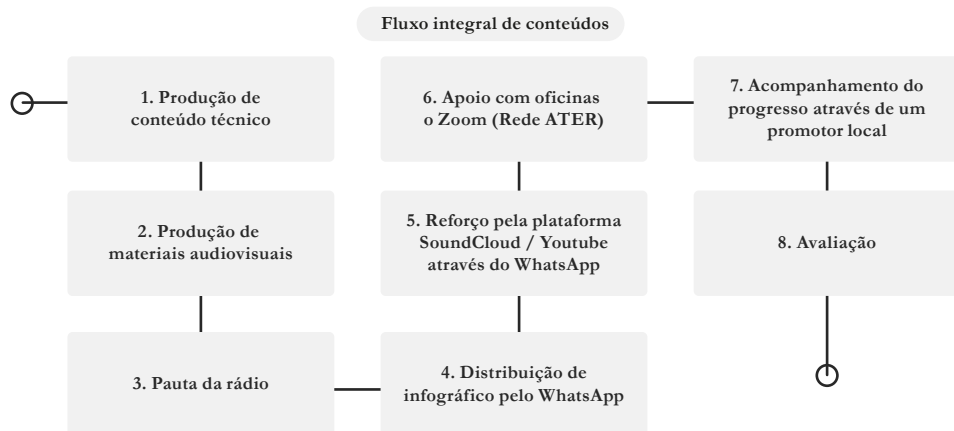 Fluxo integral de conteúdos
1. Produção de
conteúdo técnico
2. Produção de
materiais audiovisuais
3. Pauta da rádio
4. Distribuição de
infográfico pelo WhatsApp
5. Reforço pela plataforma
SoundCloud / Youtube
através do WhatsApp
6. Apoio com oficinas
o Zoom (Rede ATER)
7. Acompanhamento do
progresso através de um
promotor local
8. Avaliação